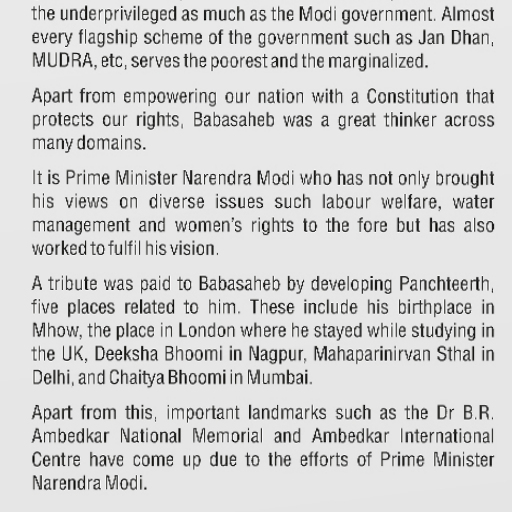 the underprivileged as much as the Modi government. Almost
every flagship scheme of the government such as Jan Dhan,
MUDRA, etc, serves the poorest and the marginalized.
Apart from empowering our nation with a Constitution that
protects our rights, Babasaheb was a great thinker across
many domains.
It is Prime Minister Narendra Modi who has not only brought
his views on diverse issues such labour welfare, water
management and women's rights to the fore but has also
worked to fulfil his vision.
A tribute was paid to Babasaheb by developing Panchteerth,
five places related to him. These include his birthplace in
Mhow, the place in London where he stayed while studying in
the UK, Deeksha Bhoomi in Nagpur, Mahaparinirvan Sthal in
Delhi, and Chaitya Bhoomi in Mumbai.
Apart from this, important landmarks such as the Dr B.R.
Ambedkar National Memorial and Ambedkar International
Centre have come up due to the efforts of Prime Minister
Narendra Modi.